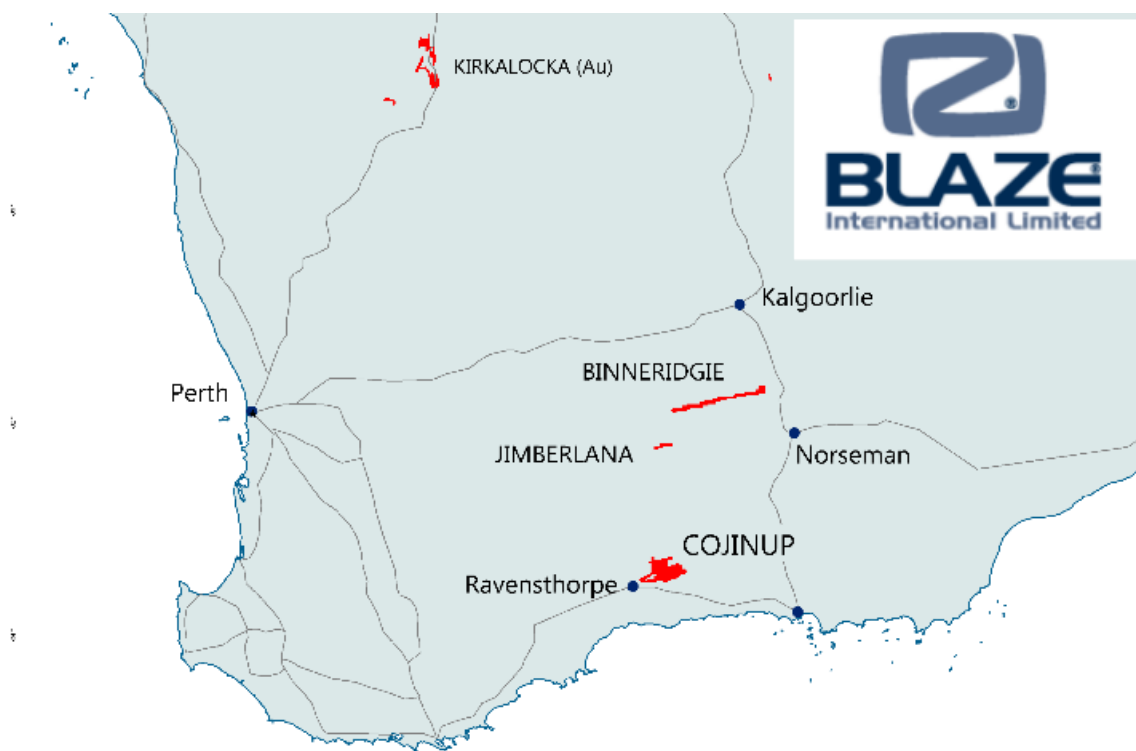 KIRKALOCKA (Au)
®
BLAZE®
International Limited
Kalgoorlie
BINNERIDGIE
Perth
JIMBERLANA
Norseman
COJINUP
Ravensthorpe